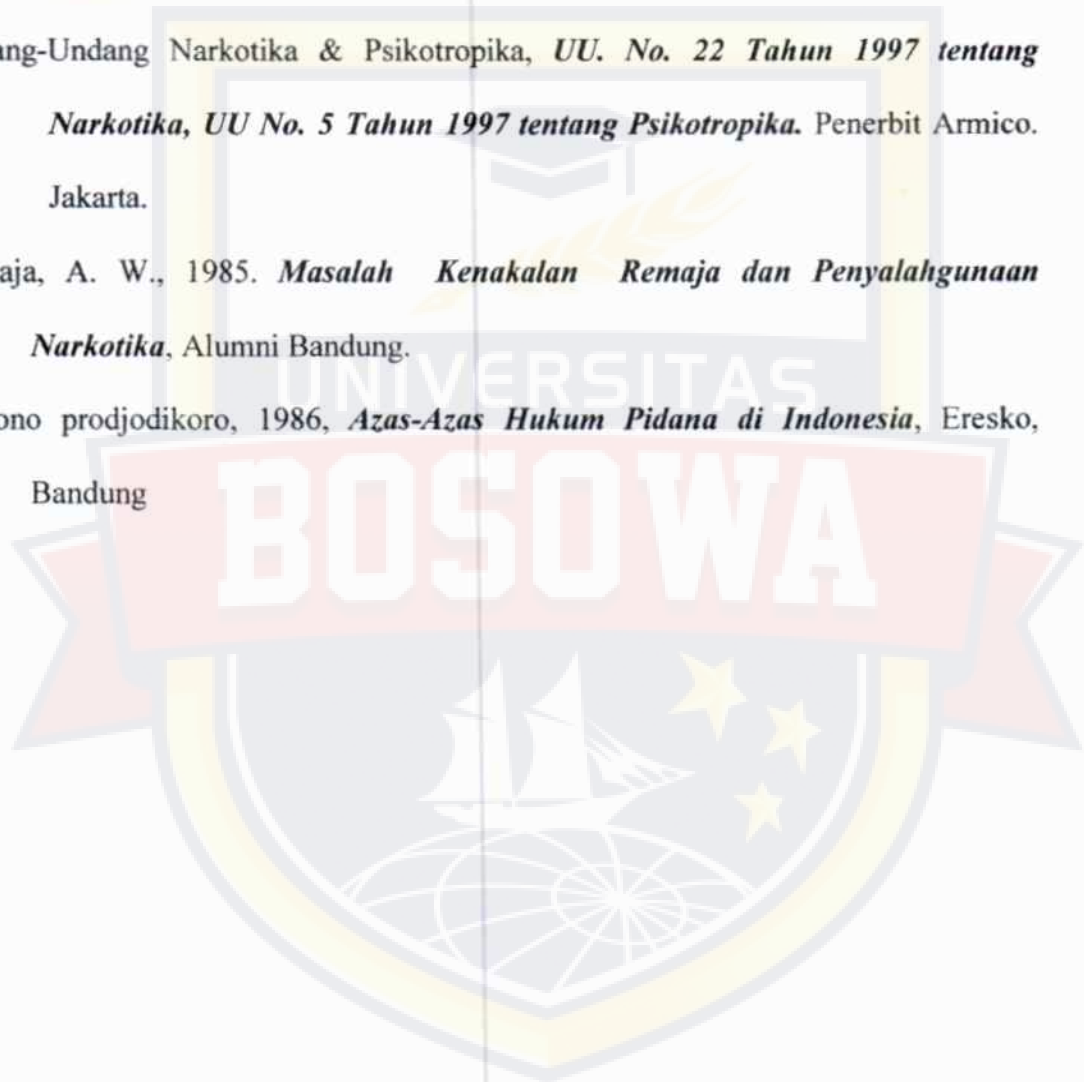 ang-Undang Narkotika & Psikotropika, UU. No. 22 Tahun 1997 tentang
Narkotika, UU No. 5 Tahun 1997 tentang Psikotropika. Penerbit Armico.
Jakarta.
aja, A. W., 1985. Masalah Kenakalan Remaja dan Penyalahgunaan
Narkotika, Alumni Bandung.
UNIVERSITAS
ono prodjodikoro, 1986, Azas-Azas Hukum Pidana di Indonesia, Eresko,
Bandung
BOSOWA